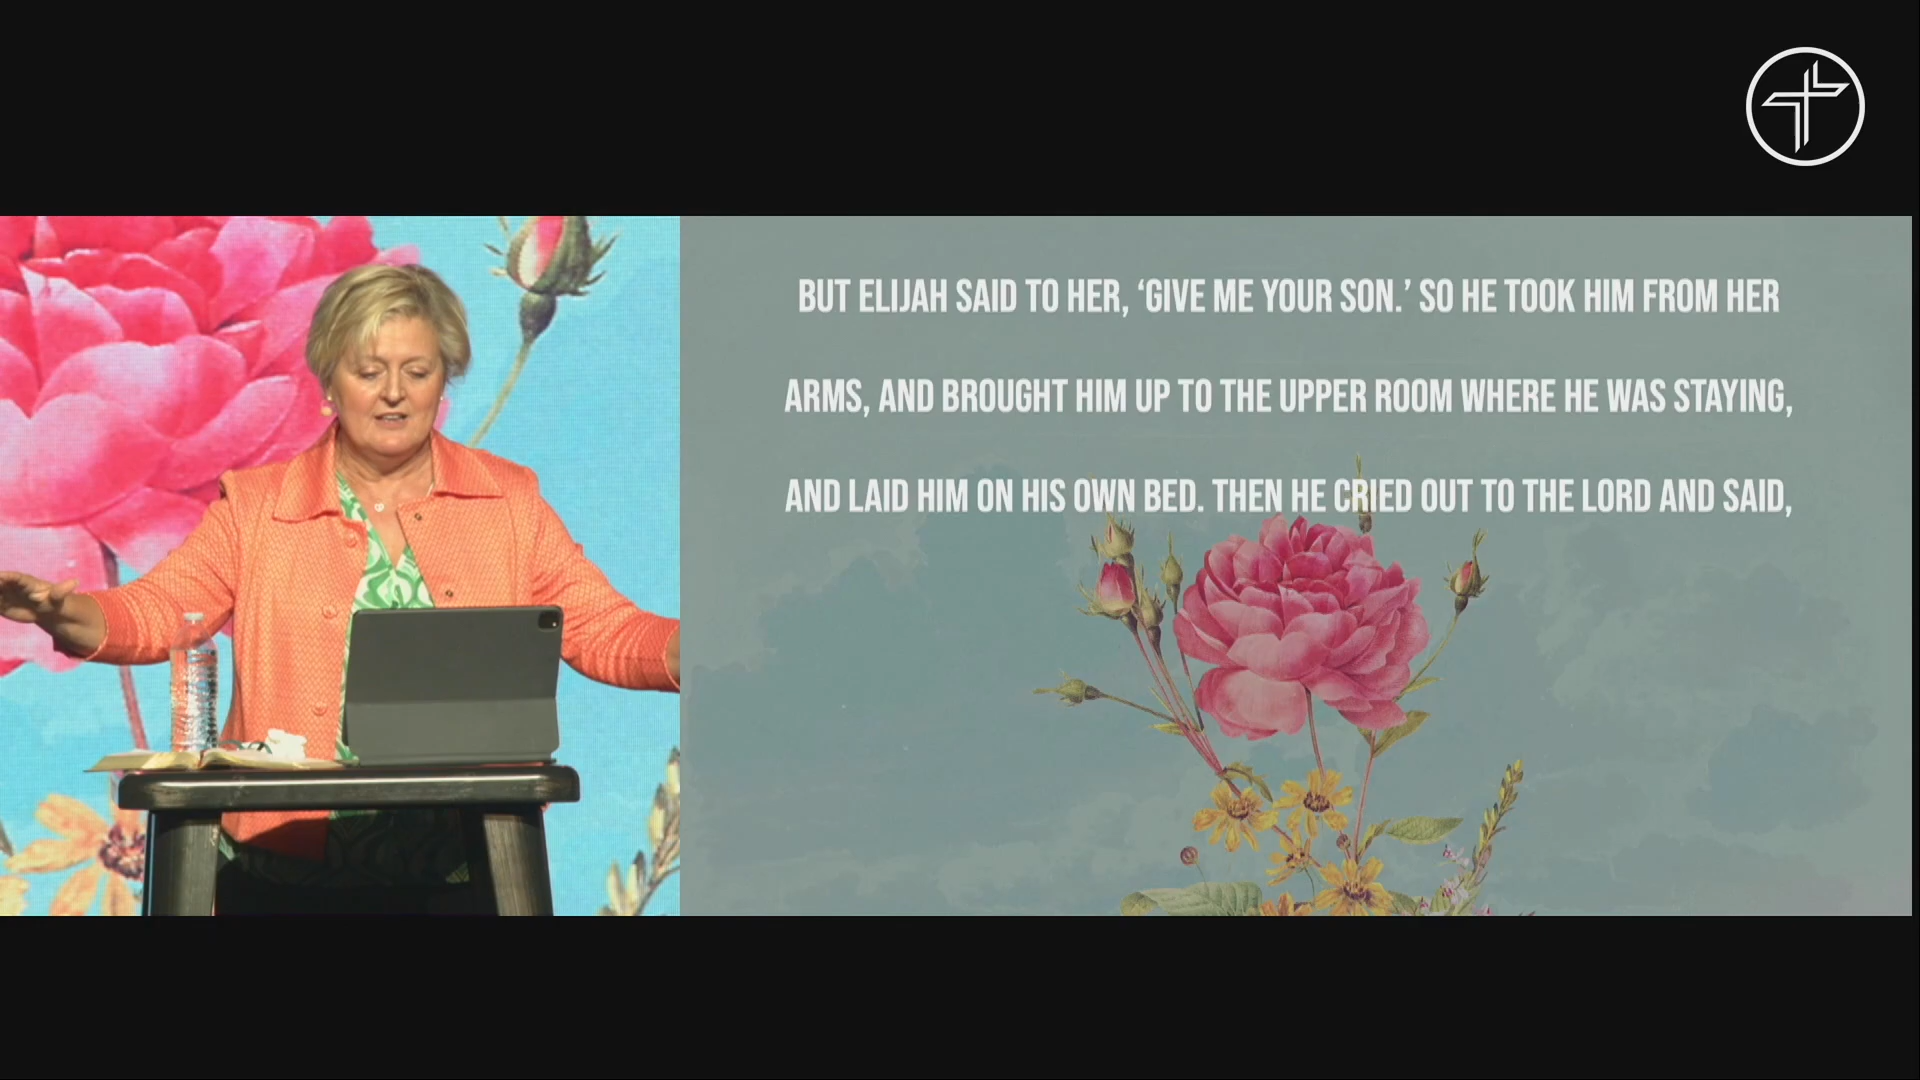 BUT ELIJAH SAID TO HER, ‘GIVE ME YOUR SON.’ SO HE TOOK HIM FROM HER
ARMS, AND BROUGHT HIM UP TO THE UPPER ROOM WHERE HE WAS STAYING,
AND LAID HIM ON HIS OWN BED. THEN HE CRIED OUT TO THE LORD AND SAID,